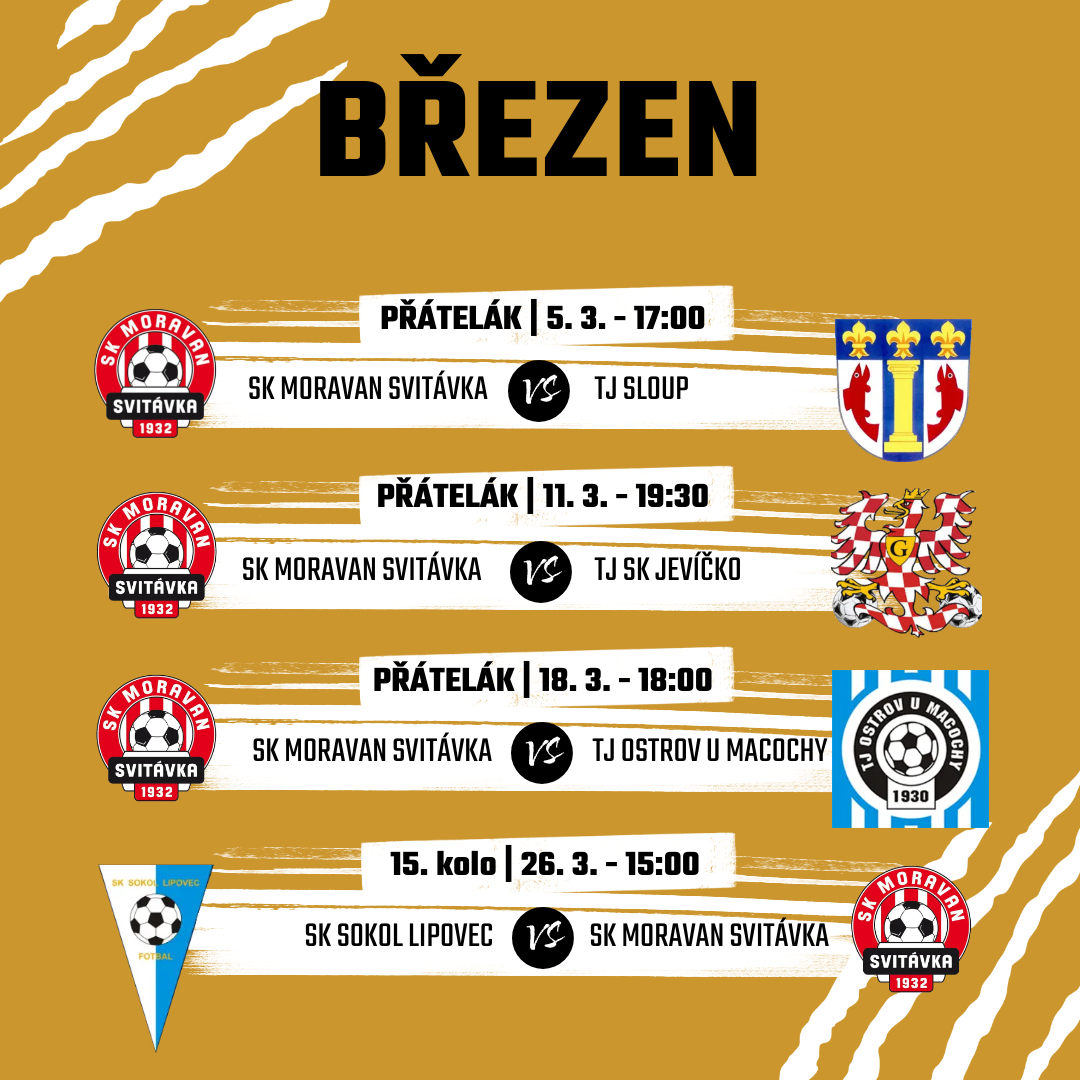 BŘEZEN
PŘÁTELÁK | 5. 3. - 17:00
SK MORAVAN
SVITÁVKA
1932
SK MORAVAN SVITÁVKA VS TJ SLOUP
PŘÁTELÁK | 11. 3. - 19:30
SK MORAVAN
SVITÁVKA
1932
SK MORAVAN SVITÁVKA VS TJ SK JEVÍČKO
G
PŘÁTELÁK | 18. 3. - 18:00
SK MORAVAN
SVITÁVKA
1932
SK MORAVAN SVITÁVKA VS TJ OSTROV U MACOCHY
TJ OSTROV U MACOCHY
1930
15. kolo | 26. 3. - 15:00
SK SOKOL LIPOVEC
FOTBAL
SK SOKOL LIPOVEC VS SK MORAVAN SVITÁVKA
SK MORAVAN
SVITÁVKA
1932